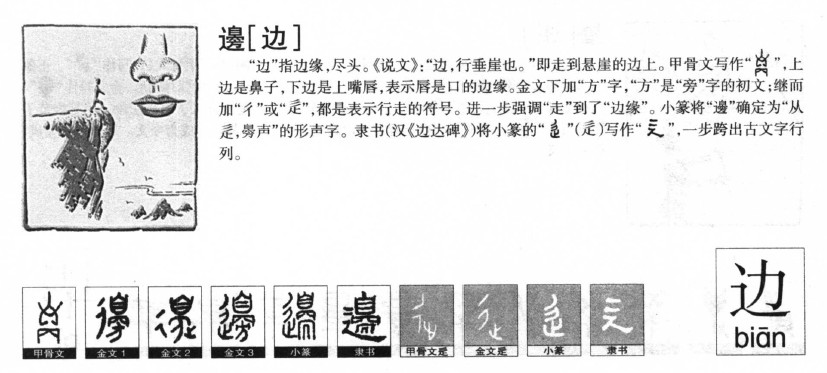 邊[边]
“边”指边缘,尽头。《说文》:“边,行垂崖也。”即走到悬崖的边上。甲骨文写作“”,上
边是鼻子,下边是上嘴唇,表示唇是口的边缘。金文下加“方”字,“方”是“旁”字的初文;继而
加“彳”或“辵”,都是表示行走的符号。进一步强调“走”到了“边缘”。小篆将“邊”确定为“从
辵,臱声”的形声字。隶书(汉《边达碑》)将小篆的“”(辵)写作“”,一步跨出古文字行
列。
边
biān
甲骨文 金文1 金文2 金文3 小篆 隶书 甲骨文辵 金文辵 小篆 隶书